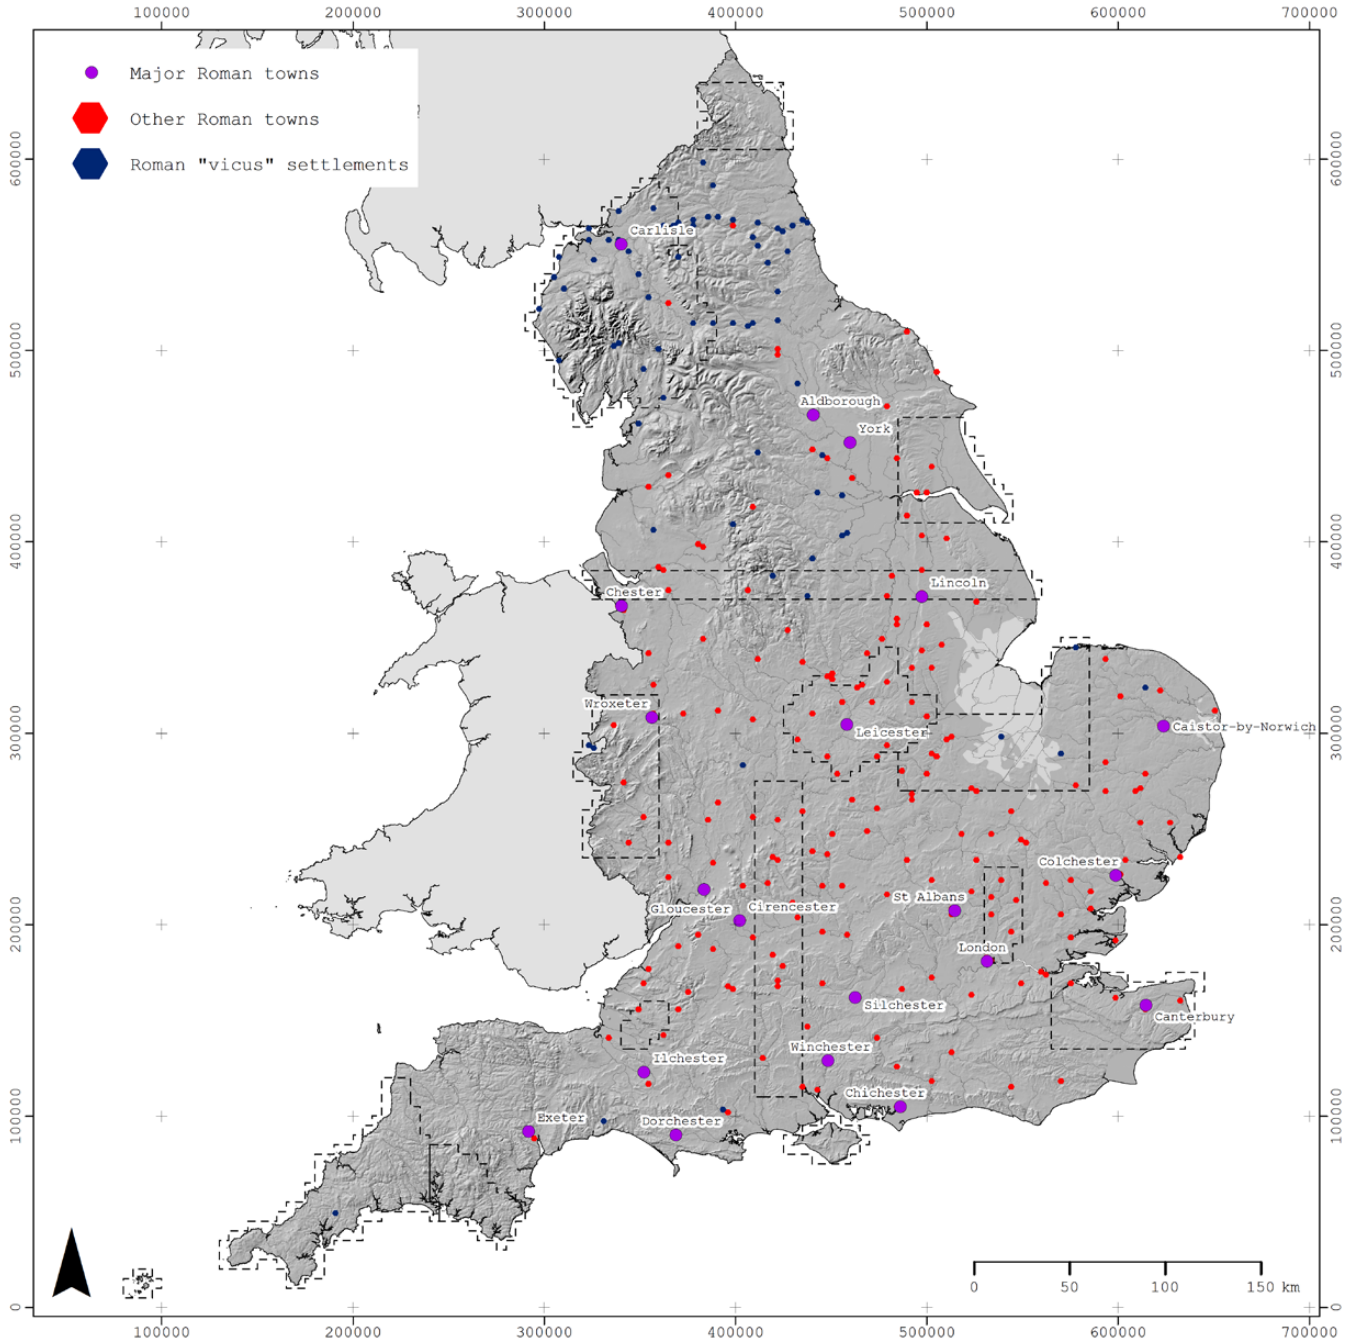 100000 200000 300000 400000 500000 600000 700000
Major Roman towns
Other Roman towns
Roman "vicus" settlements
600000 600000
Carlisle
500000 500000
Aldborough
York
400000 400000
Lincoln
Chester
Wroxeter
300000 300000
Caistor-by-Norwich
Leicester
Colchester
St Albans
Gloucester Cirencester
200000 200000
London
Silchester
Canterbury
Winchester
Ilchester
Chichester
100000 100000
Exeter
Dorchester
0 50 100 150 km
0 0
100000 200000 300000 400000 500000 600000 700000